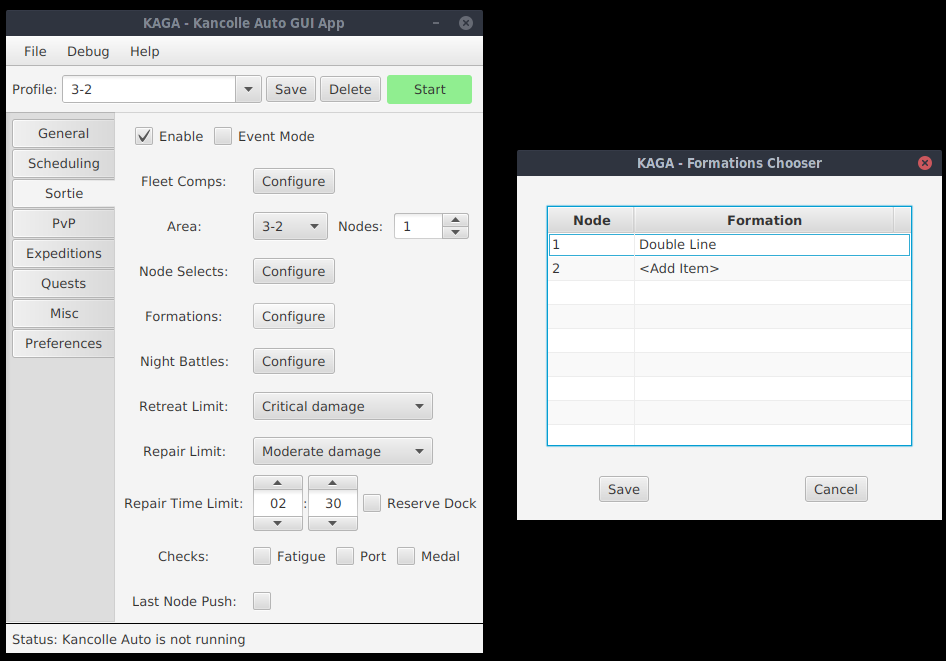 KAGA - Kancolle Auto GUI App
File Debug Help
Profile: 3-2 Save Delete Start
General
Scheduling
Sortie
PvP
Expeditions
Quests
Misc
Preferences
Enable Event Mode
Fleet Comps: Configure
Area: 3-2 Nodes: 1
Node Selects: Configure
Formations: Configure
Night Battles: Configure
Retreat Limit: Critical damage
Repair Limit: Moderate damage
Repair Time Limit: 02 : 30 Reserve Dock
Checks: Fatigue Port Medal
Last Node Push:
Status: Kancolle Auto is not running
KAGA - Formations Chooser
Node Formation
1 Double Line
2 <Add Item>
Save Cancel